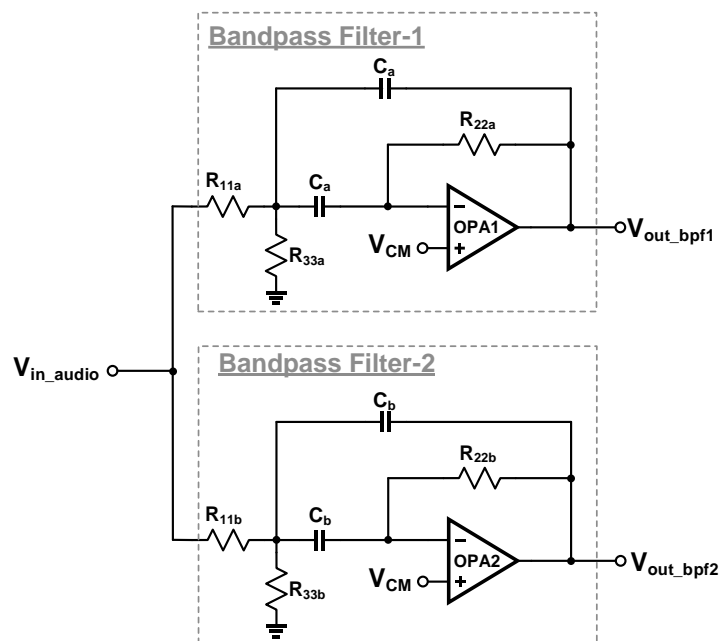 Bandpass Filter-1
Ca
R22a
R11a
Ca
OPA1
VCM
R33a
Vout_bpf1
Vin_audio
Bandpass Filter-2
Cb
R22b
R11b
Cb
OPA2
VCM
R33b
Vout_bpf2